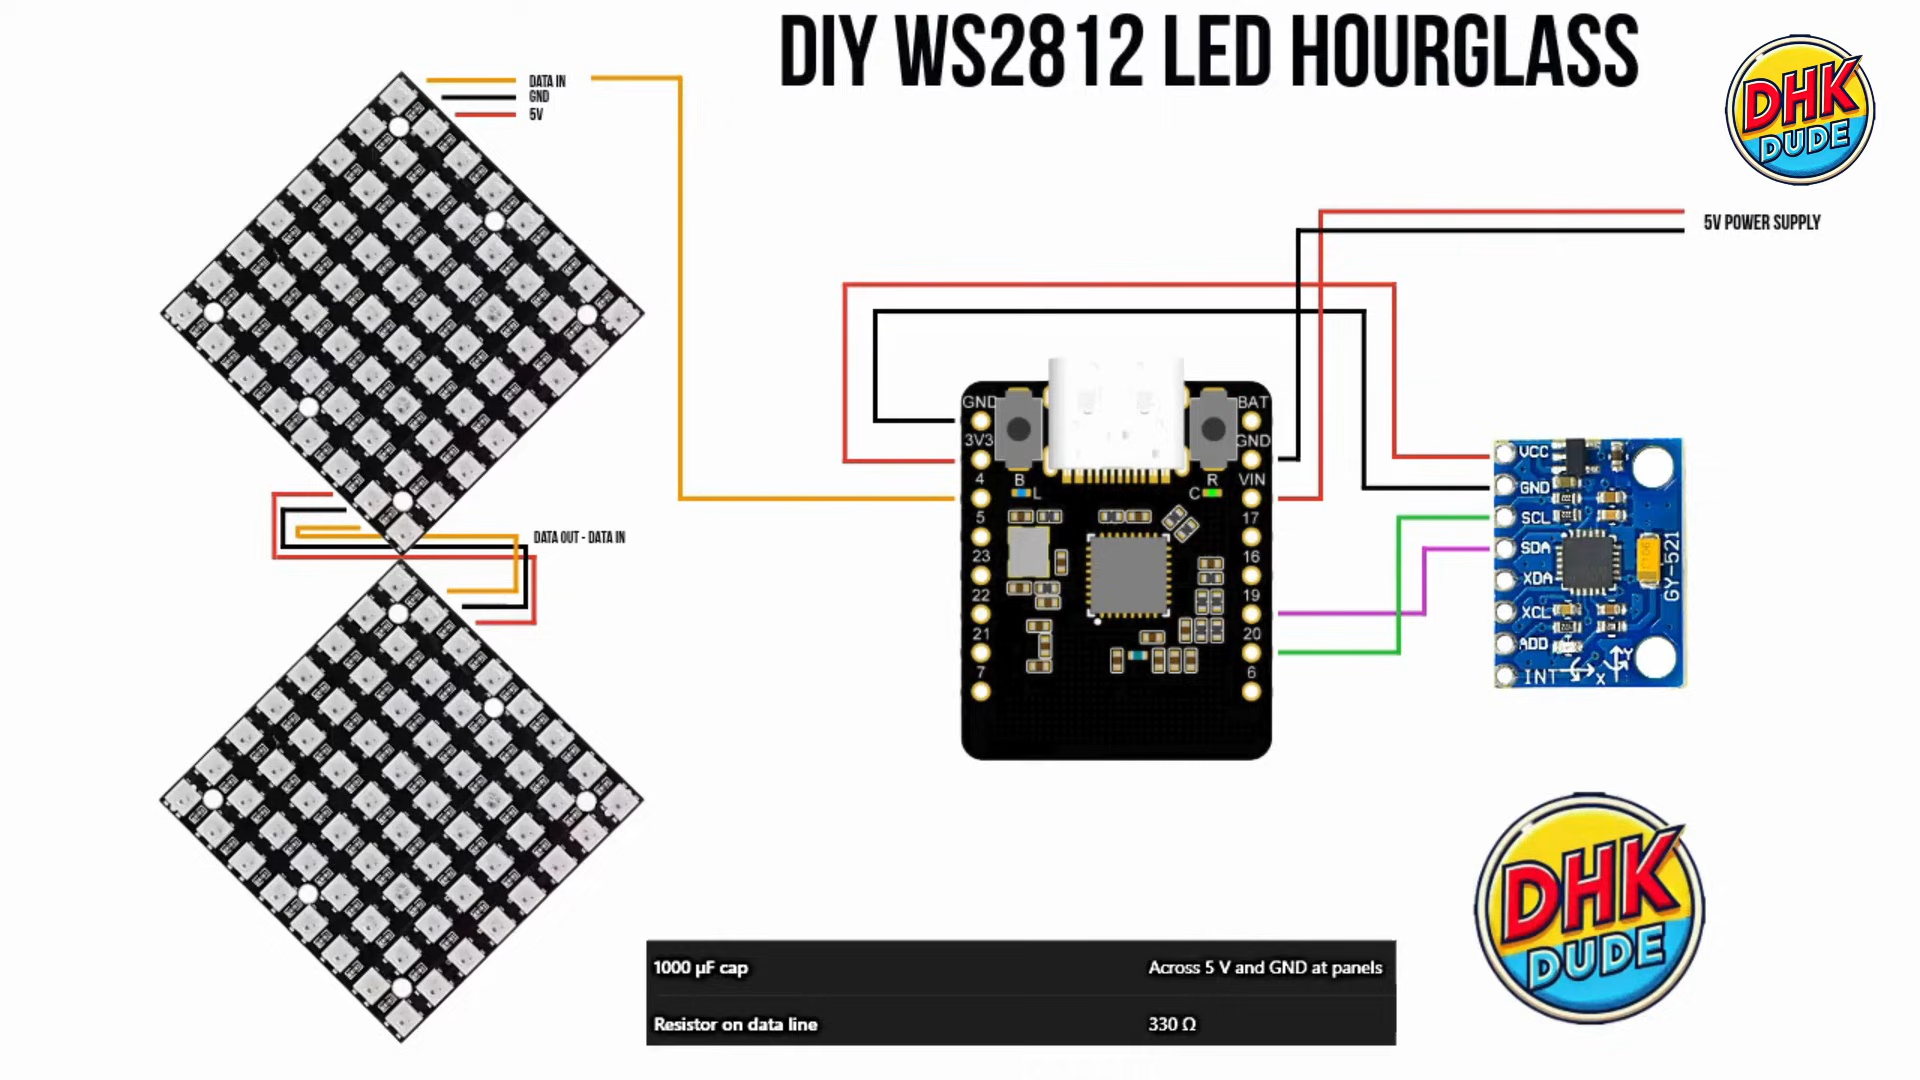 DIY WS2812 LED HOURGLASS
DHK
DUDE
DATA IN
GND
5V
5V POWER SUPPLY
GND
3V3
4
5
23
22
21
7
B
L
R
C
BAT
GND
VIN
17
16
19
20
6
VCC
GND
SCL
SDA
XDA
XCL
ADD
INT
X
Y
GY-521
DATA OUT - DATA IN
1000 µF cap
Across 5 V and GND at panels
Resistor on data line
330 Ω
DHK
DUDE